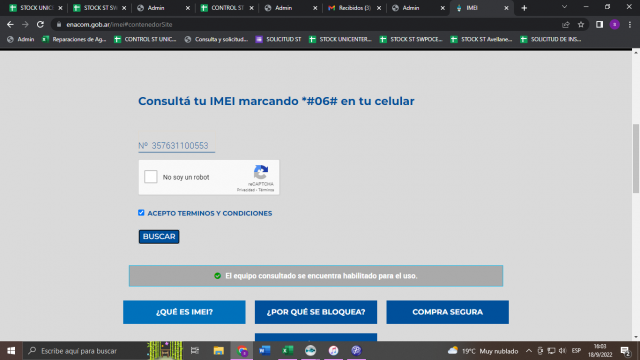 STOCK UNIC
STOCK ST SW
Admin
CONTROL ST
Admin
Recibidos (3)
Admin
IMEI
enacom.gob.ar/imei#contenedorSite
Admin
Reparaciones de Ag...
CONTROL ST UNIC...
Consulta y solicitud...
SOLICITUD ST
STOCK UNICENTER...
STOCK ST SWPOCE...
STOCK ST Avellane...
SOLICITUD DE INS...
Consultá tu IMEI marcando *#06# en tu celular
Nº 357631100553
No soy un robot
reCAPTCHA
Privacidad - Términos
ACEPTO TERMINOS Y CONDICIONES
BUSCAR
El equipo consultado se encuentra habilitado para el uso.
¿QUÉ ES IMEI?
¿POR QUÉ SE BLOQUEA?
COMPRA SEGURA
Escribe aquí para buscar
19°C Muy nublado
ESP
16:03
18/9/2022